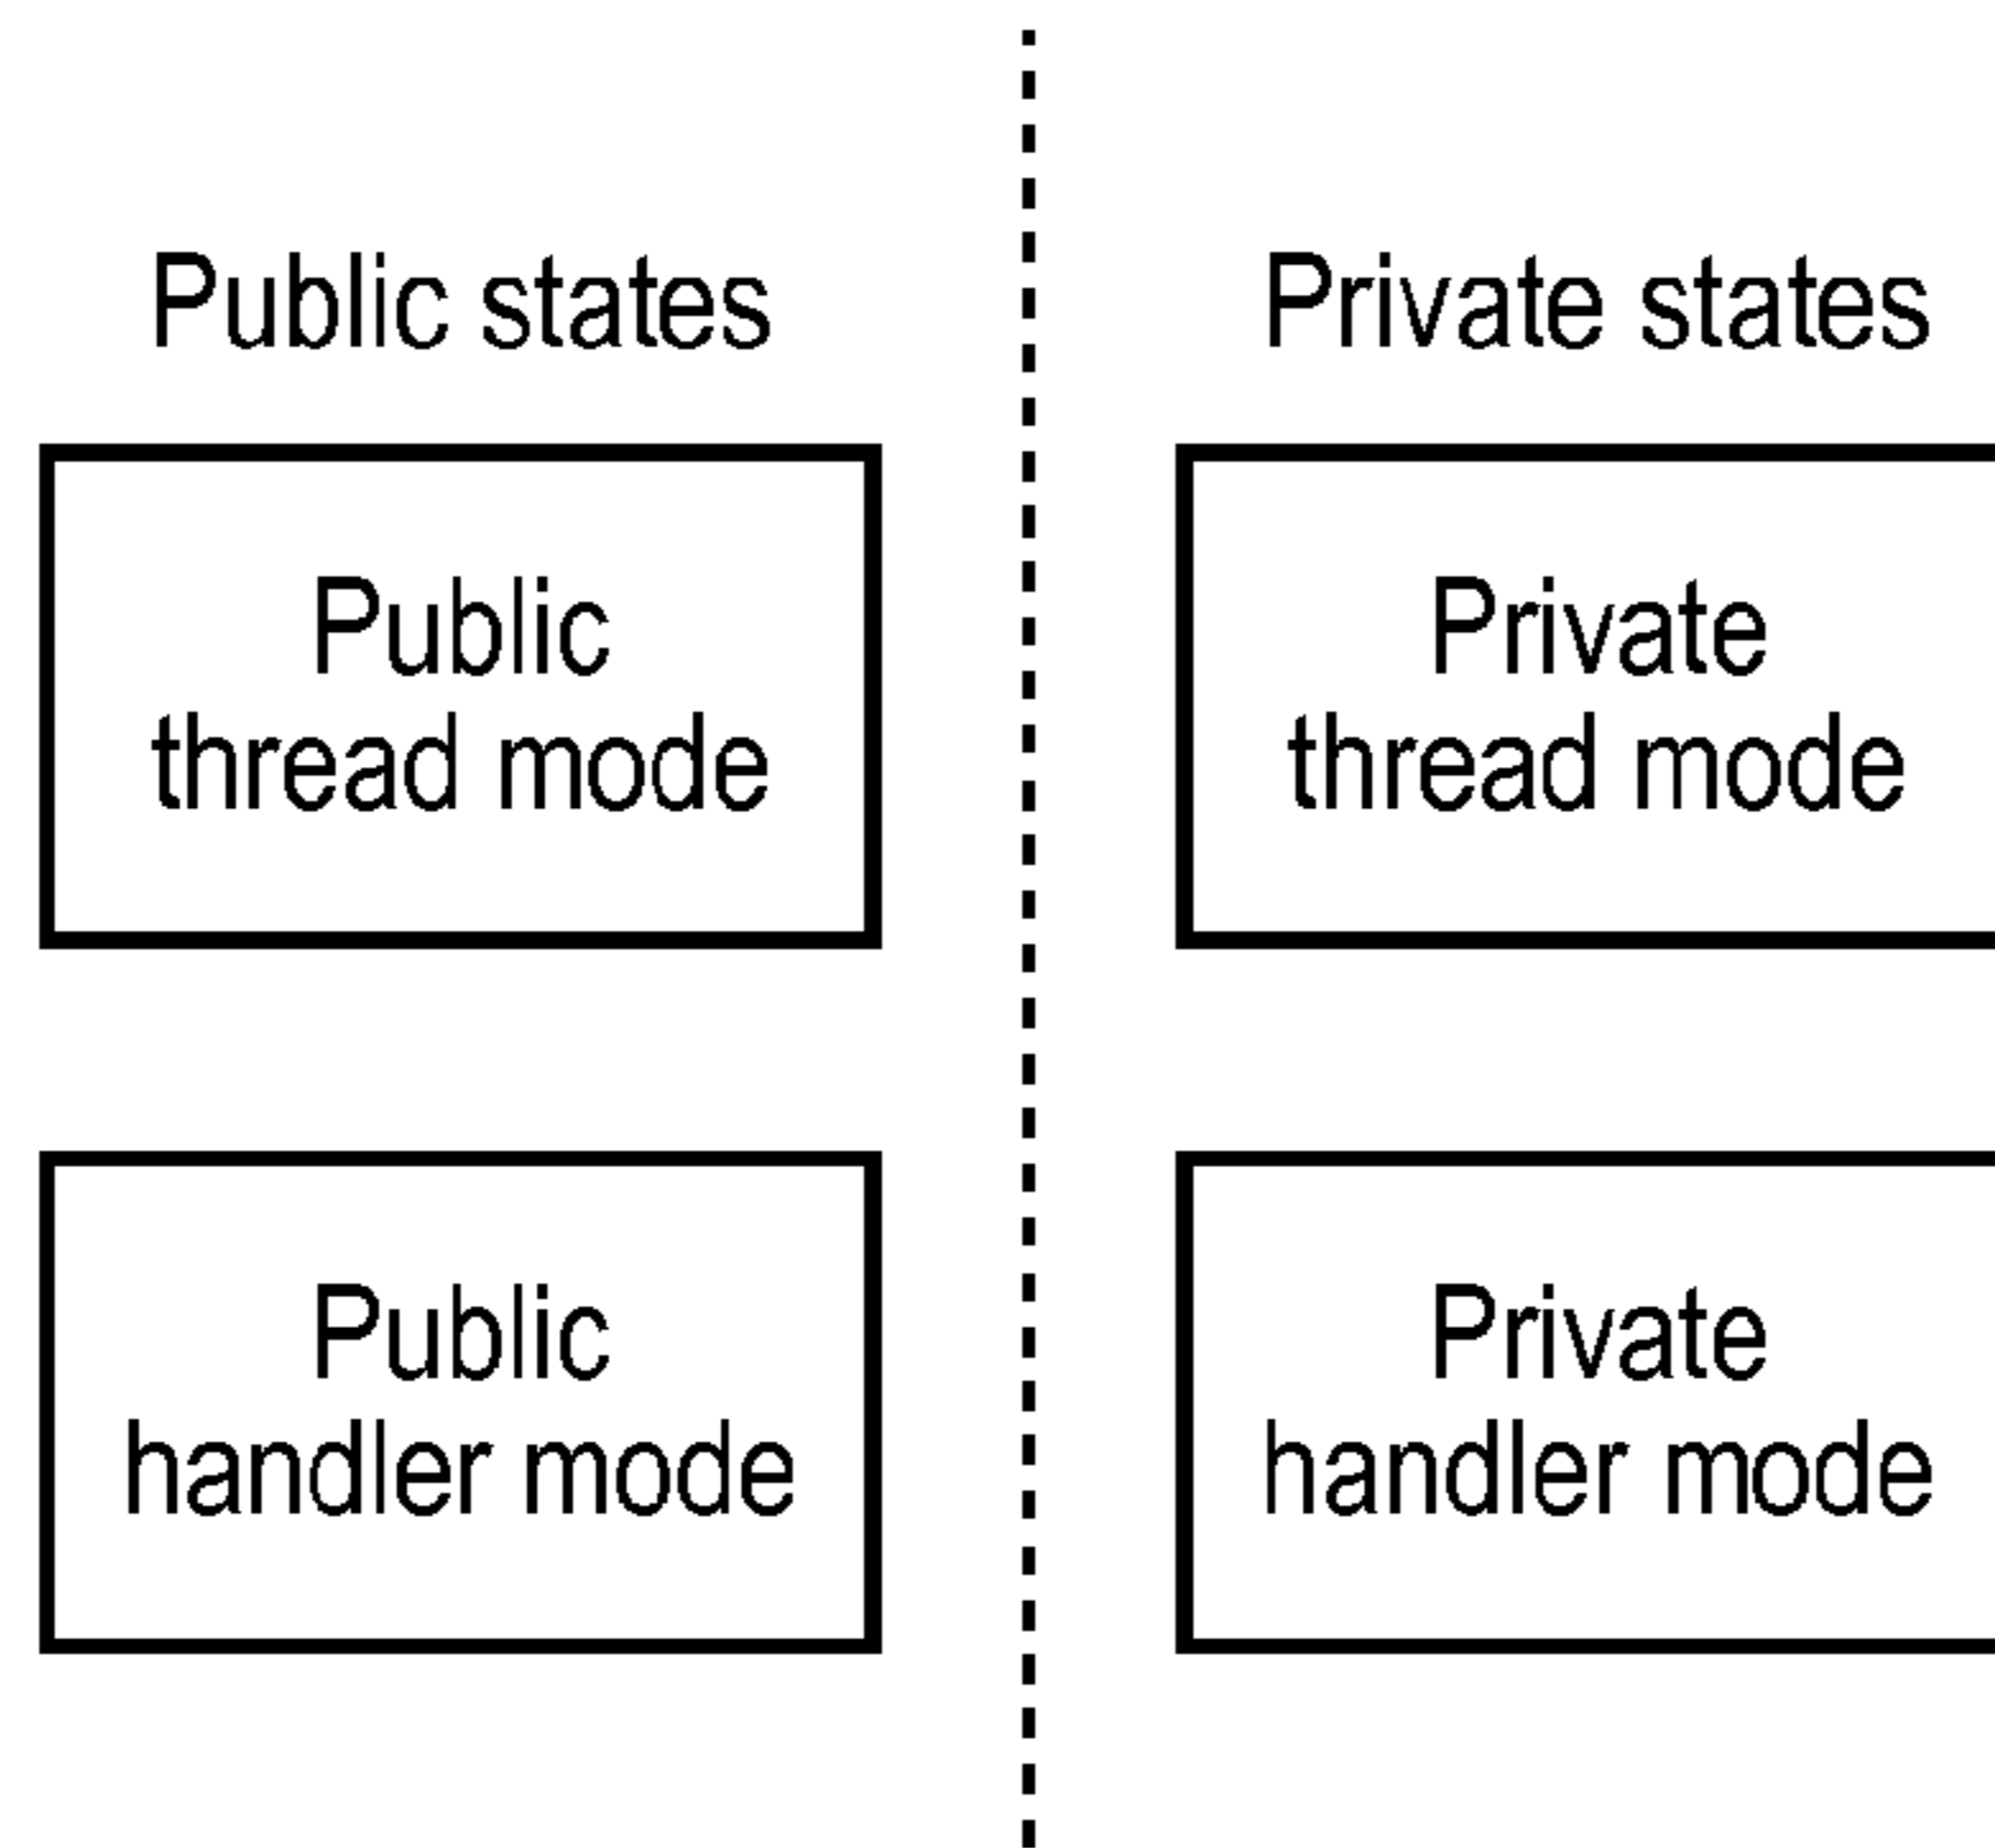 Public states
Private states
Public
thread mode
Private
thread mode
Public
handler mode
Private
handler mode